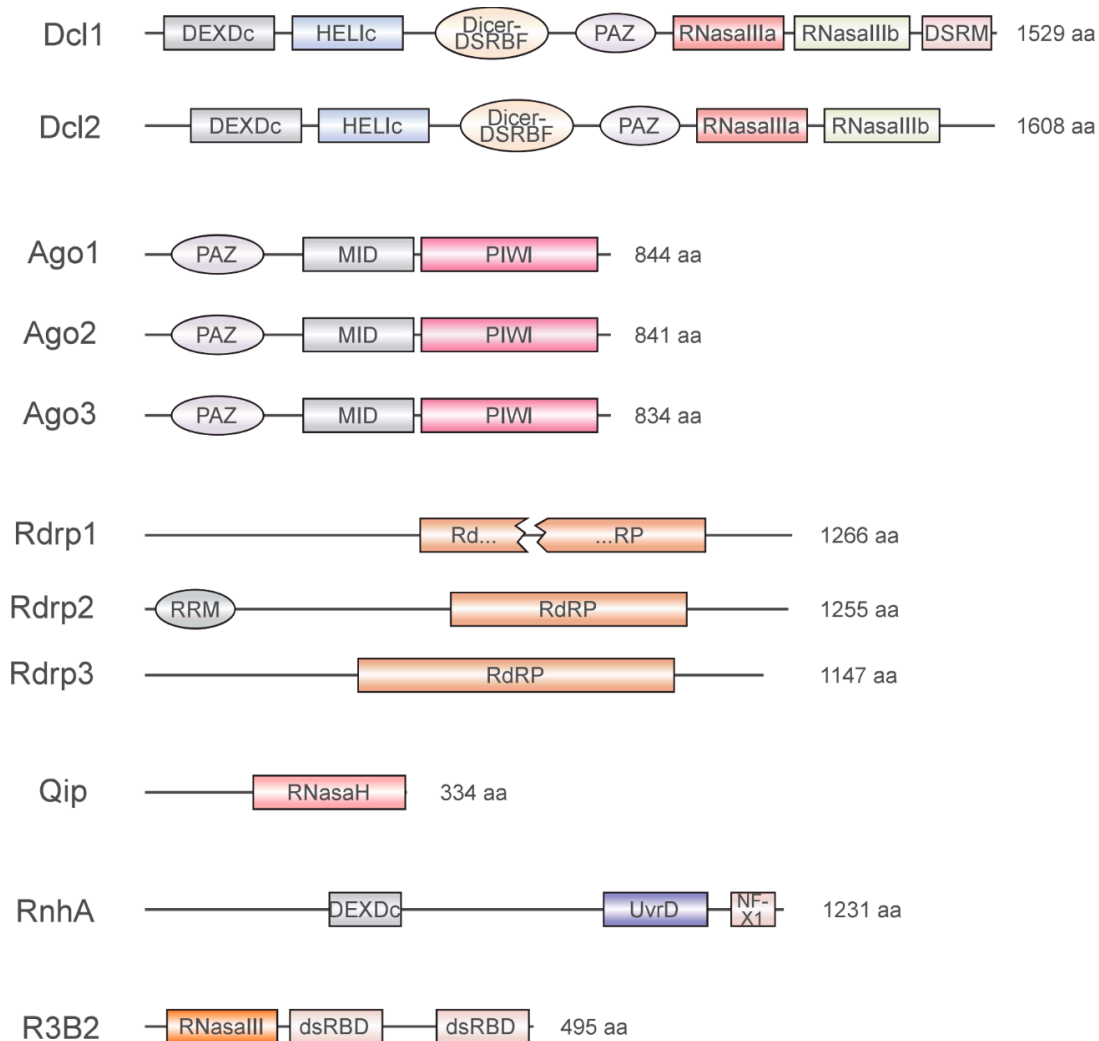 Dcl1 DEXDc HELIc Dicer-DSRBF PAZ RNasaIIIa RNasaIIIb DSRM 1529 aa
Dcl2 DEXDc HELIc Dicer-DSRBF PAZ RNasaIIIa RNasaIIIb 1608 aa
Ago1 PAZ MID PIWI 844 aa
Ago2 PAZ MID PIWI 841 aa
Ago3 PAZ MID PIWI 834 aa
Rdrp1 Rd... ...RP 1266 aa
Rdrp2 RRM RdRP 1255 aa
Rdrp3 RdRP 1147 aa
Qip RNasaH 334 aa
RnhA DEXDc UvrD NF-X1 1231 aa
R3B2 RNasaIII dsRBD dsRBD 495 aa